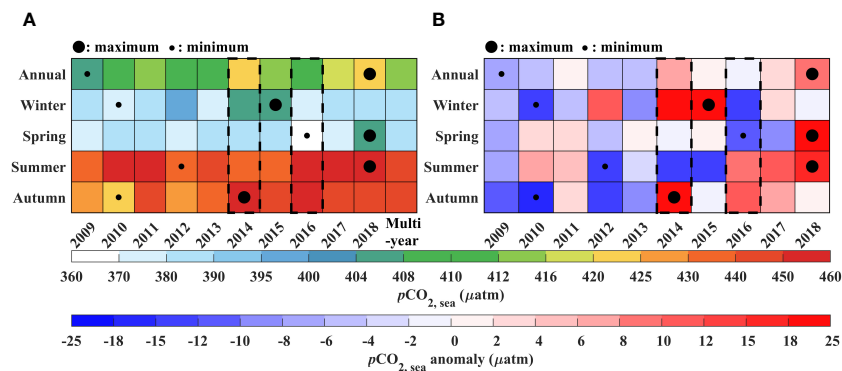 A
B
●: maximum •: minimum
●: maximum •: minimum
Annual
Winter
Spring
Summer
Autumn
2009 2010 2011 2012 2013 2014 2015 2016 2017 2018 Multi
-year
Annual
Winter
Spring
Summer
Autumn
2009 2010 2011 2012 2013 2014 2015 2016 2017 2018
360 370 380 390 395 400 404 408 410 412 416 420 425 430 440 450 460
pCO2, sea (μatm)
-25 -18 -15 -12 -10 -8 -6 -4 -2 0 2 4 6 8 10 12 15 18 25
pCO2, sea anomaly (μatm)